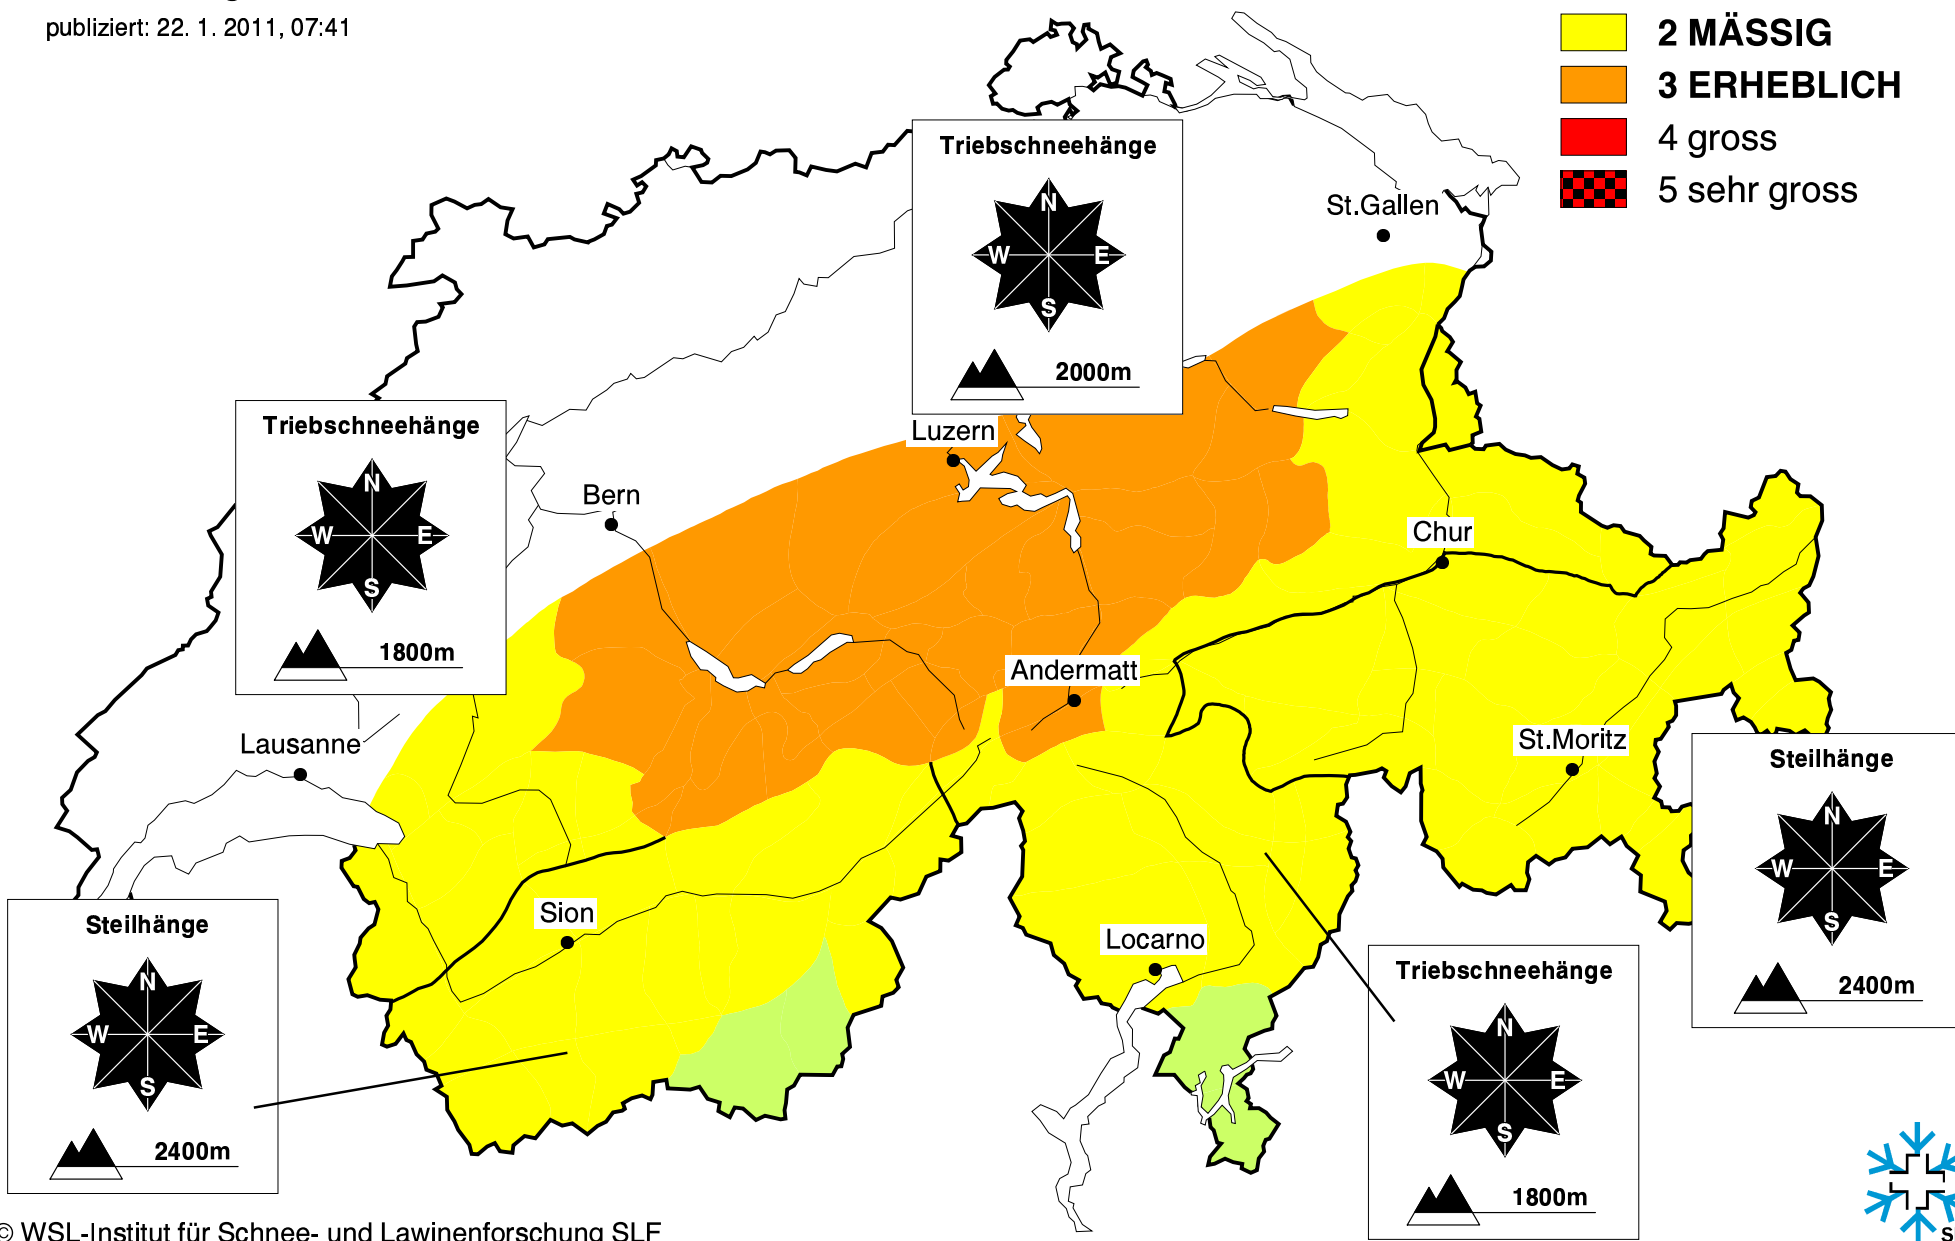 publiziert: 22. 1. 2011, 07:41
2 MÄSSIG
3 ERHEBLICH
4 gross
5 sehr gross
Triebschneehänge
N
W E
S
2000m
St.Gallen
Triebschneehänge
N
W E
S
1800m
Luzern
Bern
Chur
Andermatt
Lausanne
St.Moritz
Steilhänge
N
W E
S
2400m
Sion
Locarno
Steilhänge
N
W E
S
2400m
Triebschneehänge
N
W E
S
1800m
© WSL-Institut für Schnee- und Lawinenforschung SLF